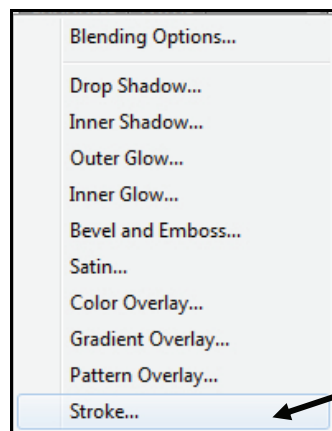 Blending Options...
Drop Shadow...
Inner Shadow...
Outer Glow...
Inner Glow...
Bevel and Emboss...
Satin...
Color Overlay...
Gradient Overlay...
Pattern Overlay...
Stroke...